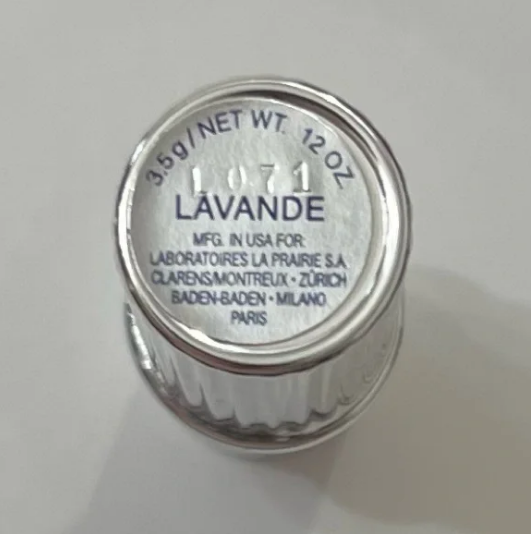 3,5g/NET WT. 12 OZ.
1071
LAVANDE
MFG. IN USA FOR:
LABORATOIRES LA PRAIRIE S.A
CLARENS/MONTREUX • ZÜRICH
BADEN-BADEN • MILANO
PARIS